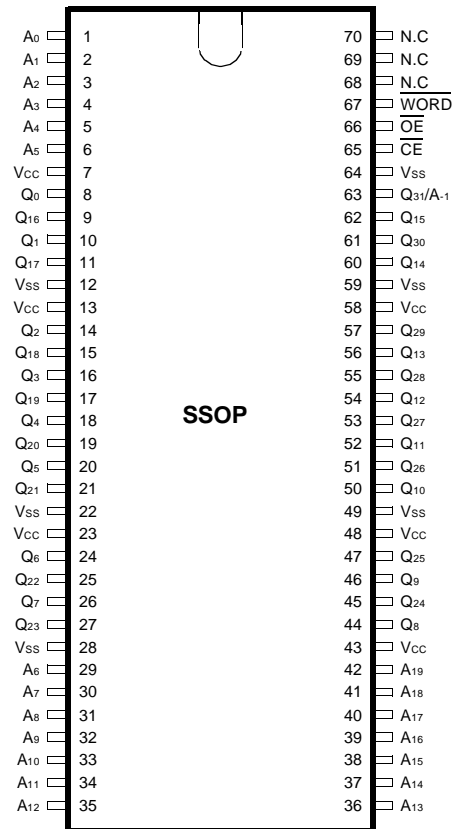 A0 1 70 N.C
A1 2 69 N.C
A2 3 68 N.C
A3 4 67 WORD
A4 5 66 OE
A5 6 65 CE
VCC 7 64 VSS
Q0 8 63 Q31/A-1
Q16 9 62 Q15
Q1 10 61 Q30
Q17 11 60 Q14
VSS 12 59 VSS
VCC 13 58 VCC
Q2 14 57 Q29
Q18 15 56 Q13
Q3 16 55 Q28
Q19 17 54 Q12
Q4 18 SSOP 53 Q27
Q20 19 52 Q11
Q5 20 51 Q26
Q21 21 50 Q10
VSS 22 49 VSS
VCC 23 48 VCC
Q6 24 47 Q25
Q22 25 46 Q9
Q7 26 45 Q24
Q23 27 44 Q8
VSS 28 43 VCC
A6 29 42 A19
A7 30 41 A18
A8 31 40 A17
A9 32 39 A16
A10 33 38 A15
A11 34 37 A14
A12 35 36 A13